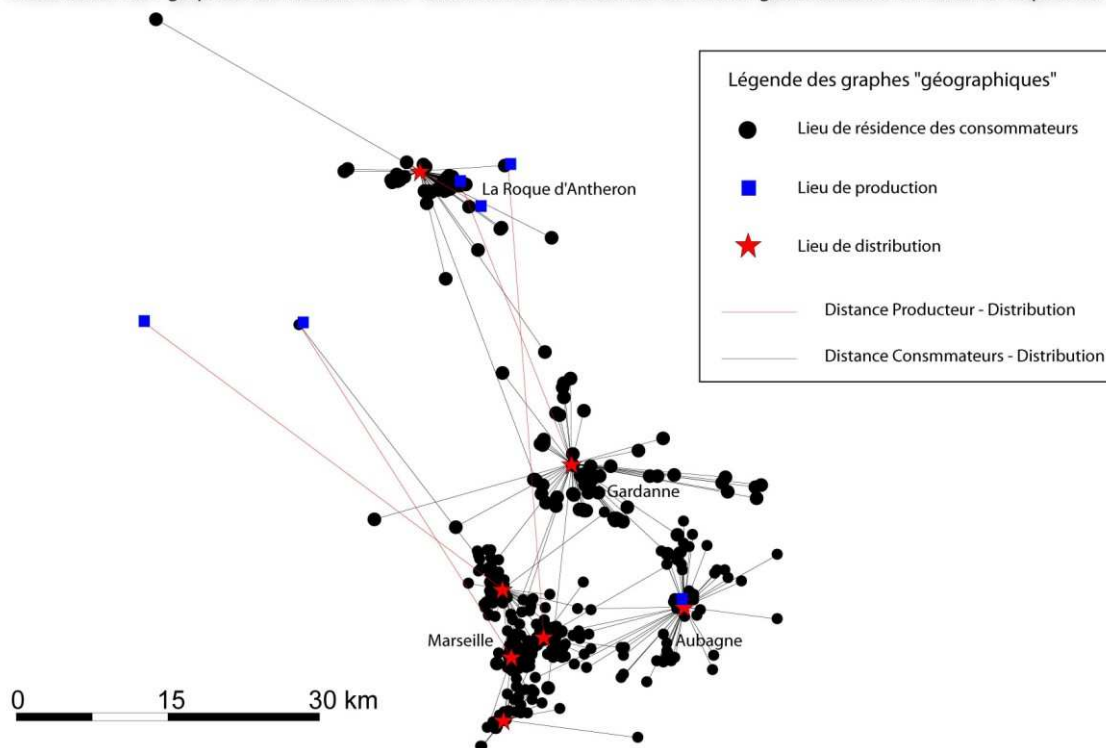 Légende des graphes "géographiques"
Lieu de résidence des consommateurs
Lieu de production
La Roque d'Antheron
Lieu de distribution
Distance Producteur - Distribution
Distance Consmmateurs - Distribution
Gardanne
Marseille
Aubagne
0 15 30 km